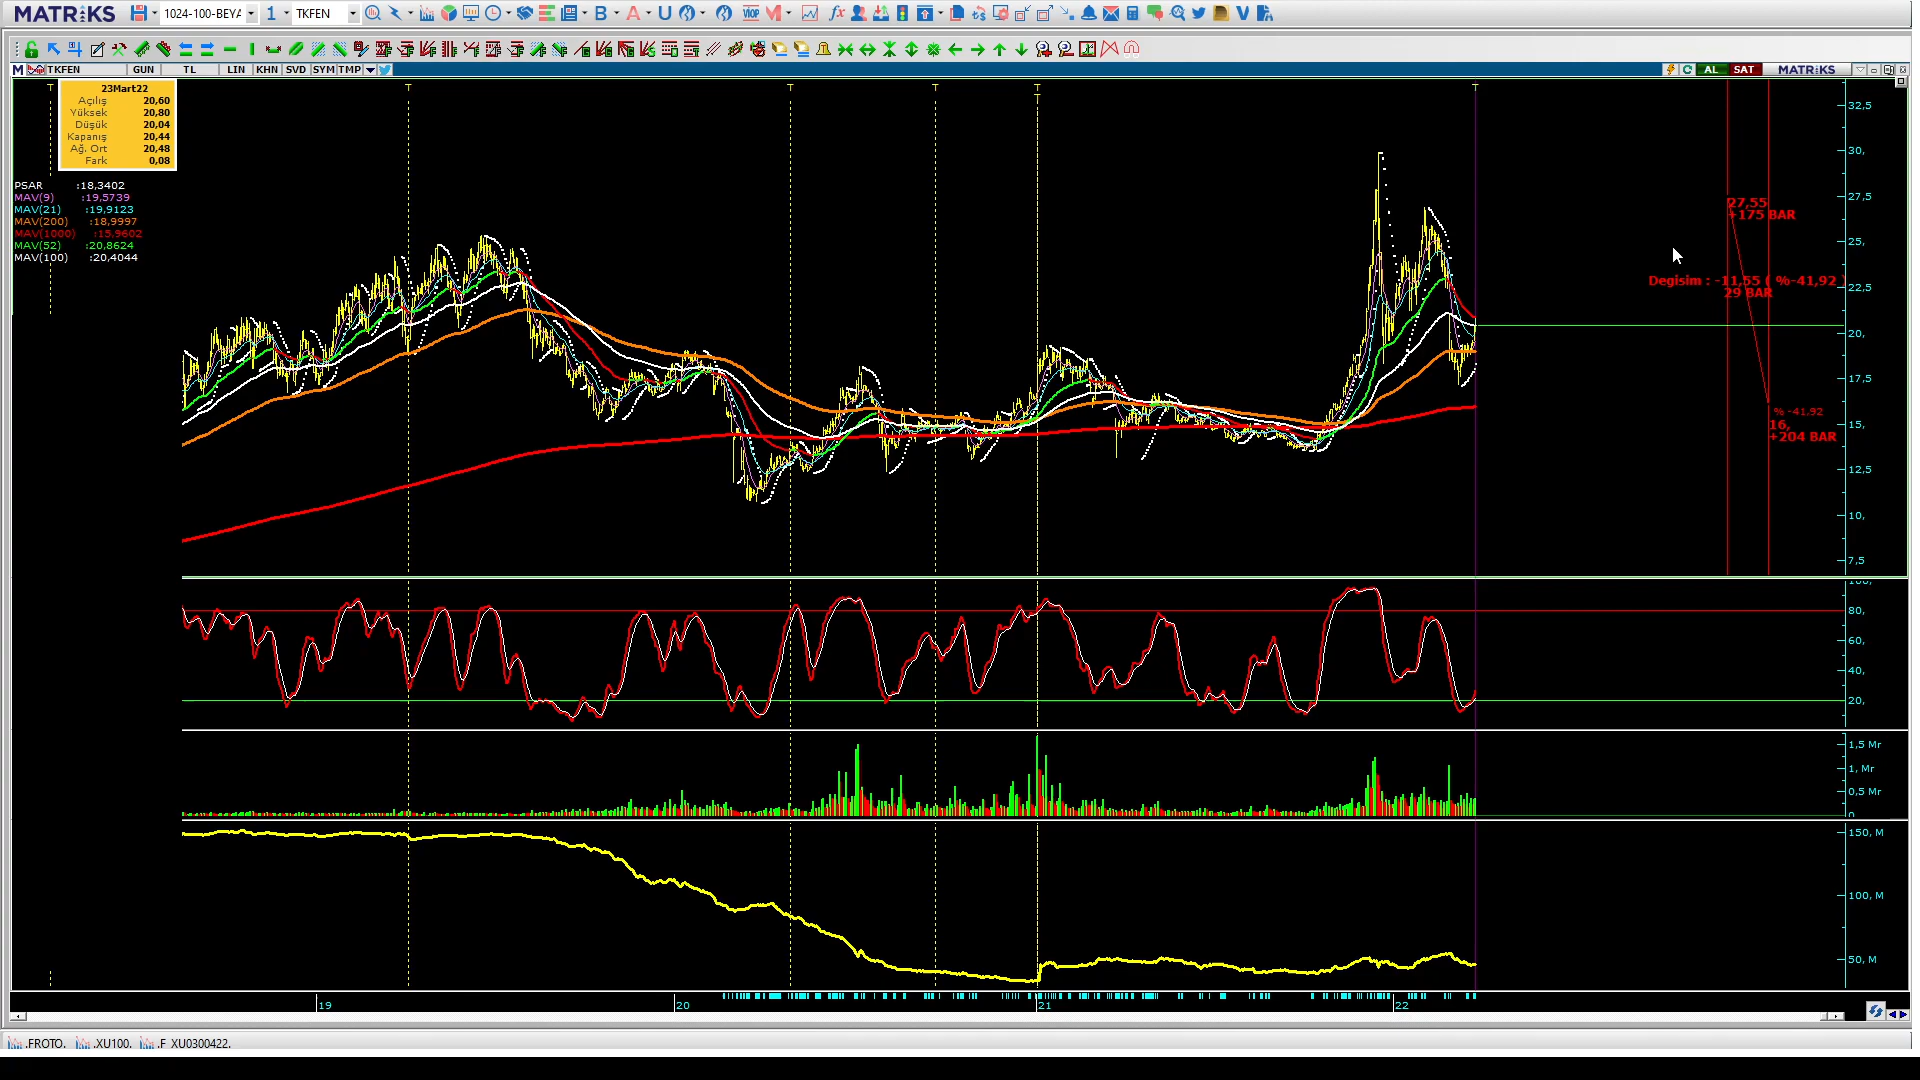 MATRIKS 1024-100-BEYA 1 TKFEN B A U VIOP M fx V
M TKFEN GUN TL LIN KHN SVD SYM TMP AL SAT MATRIKS
23Mart22
Açılış 20,60
Yüksek 20,80
Düşük 20,04
Kapanış 20,44
Ağ. Ort 20,48
Fark 0,08
PSAR :18,3402
MAV(9) :19,5739
MAV(21) :19,9123
MAV(200) :18,9997
MAV(1000) :15,9602
MAV(52) :20,8624
MAV(100) :20,4044
T T T T T T
T
27,55
+175 BAR
Degisim : -11,55 ( %-41,92 )
29 BAR
% -41,92
16,
+204 BAR
32,5
30,
27,5
25,
22,5
20,
17,5
15,
12,5
10,
7,5
100,
80,
60,
40,
20,
1,5 Mr
1, Mr
0,5 Mr
0
150, M
100, M
50, M
19 20 21 22
.FROTO. .XU100. .F_XU0300422.